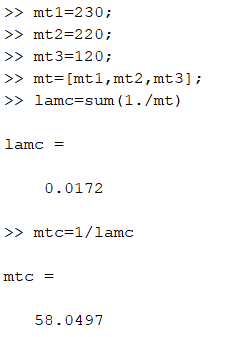 >> mt1=230;
>> mt2=220;
>> mt3=120;
>> mt=[mt1,mt2,mt3];
>> lamc=sum(1./mt)
lamc =
0.0172
>> mtc=1/lamc
mtc =
58.0497